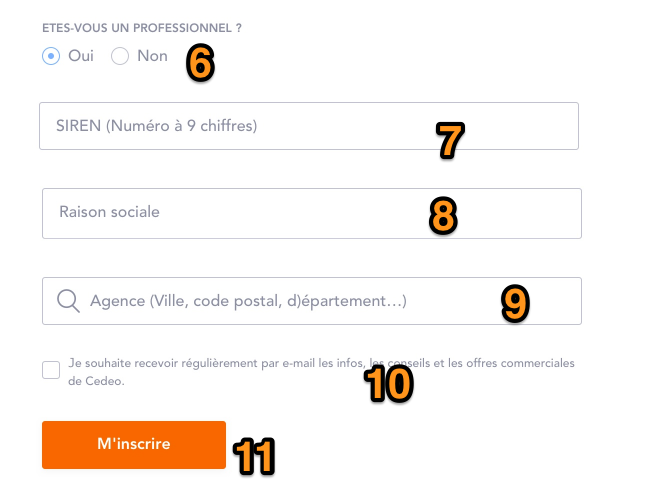 ETES-VOUS UN PROFESSIONNEL ?
Oui Non 6
SIREN (Numéro à 9 chiffres) 7
Raison sociale 8
Agence (Ville, code postal, d)épartement...) 9
Je souhaite recevoir régulièrement par e-mail les infos, les conseils et les offres commerciales
de Cedeo. 10
M'inscrire 11